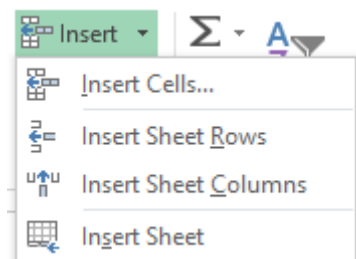 Insert Σ A
Insert Cells...
Insert Sheet Rows
Insert Sheet Columns
Insert Sheet